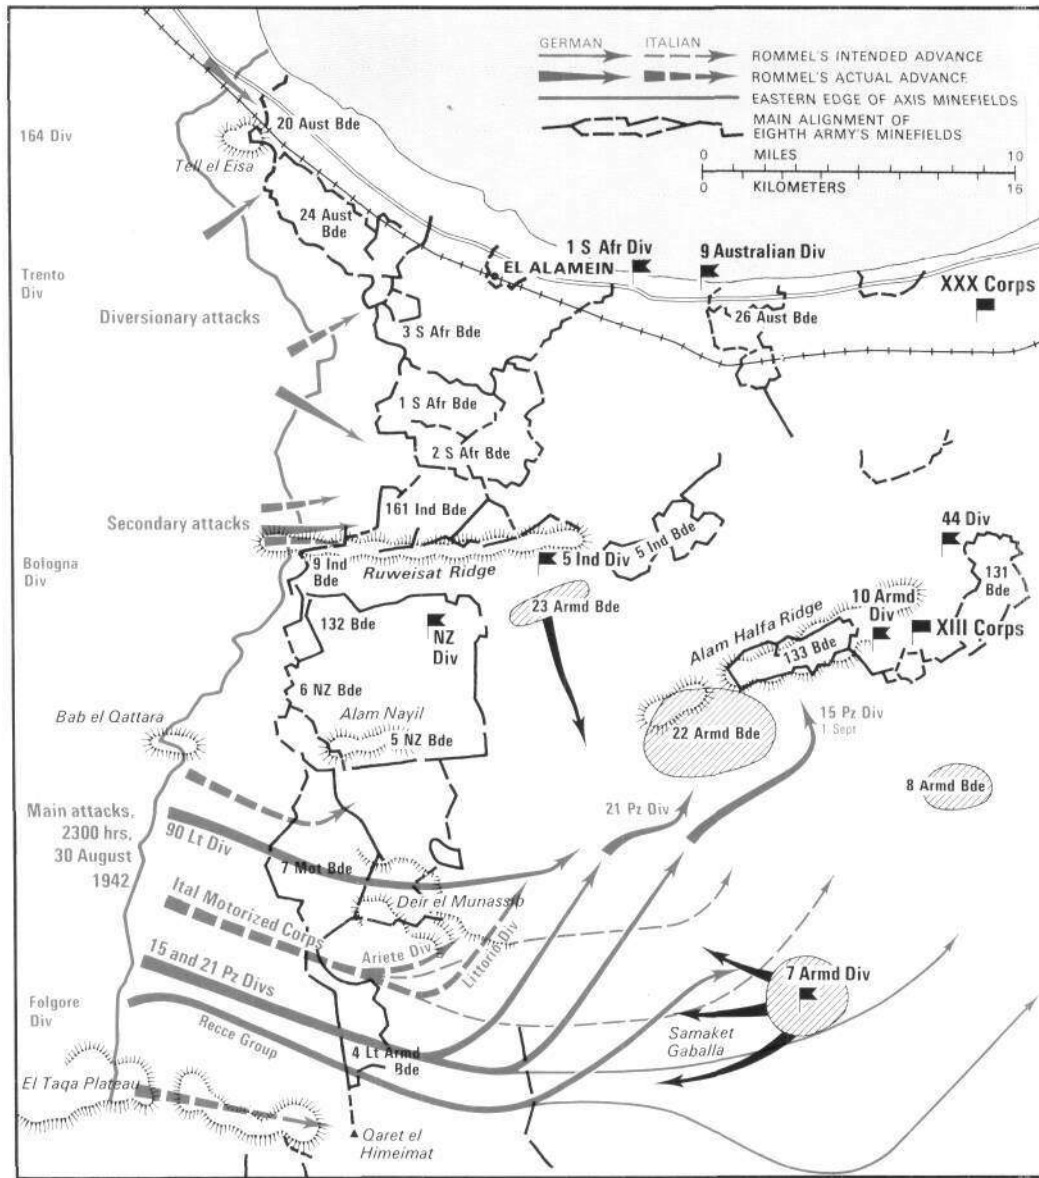 GERMAN
ITALIAN
ROMMEL'S INTENDED ADVANCE
ROMMEL'S ACTUAL ADVANCE
EASTERN EDGE OF AXIS MINEFIELDS
MAIN ALIGNMENT OF
EIGHTH ARMY'S MINEFIELDS
0 MILES 10
0 KILOMETERS 16
164 Div
20 Aust Bde
Tell el Eisa
24 Aust
Bde
Trento
Div
EL ALAMEIN
1 S Afr Div
9 Australian Div
XXX Corps
26 Aust Bde
Diversionary attacks
3 S Afr Bde
1 S Afr Bde
2 S Afr Bde
161 Ind Bde
Secondary attacks
Bologna
Div
9 Ind
Bde
Ruweisat Ridge
5 Ind Div
5 Ind Bde
44 Div
131
Bde
23 Armd Bde
132 Bde
NZ
Div
Alam Halfa Ridge
10 Armd
Div
133 Bde
XIII Corps
6 NZ Bde
Bab el Qattara
Alam Nayil
5 NZ Bde
22 Armd Bde
15 Pz Div
1. Sept
8 Armd Bde
21 Pz Div
Main attacks,
2300 hrs,
30 August
1942
90 Lt Div
7 Mot Bde
Deir el Munassib
Ital Motorized Corps
Ariete Div
Littorio Div
15 and 21 Pz Divs
7 Armd Div
Folgore
Div
Recce Group
4 Lt Armd
Bde
Samaket
Gaballa
El Taqa Plateau
Qaret el
Himeimat